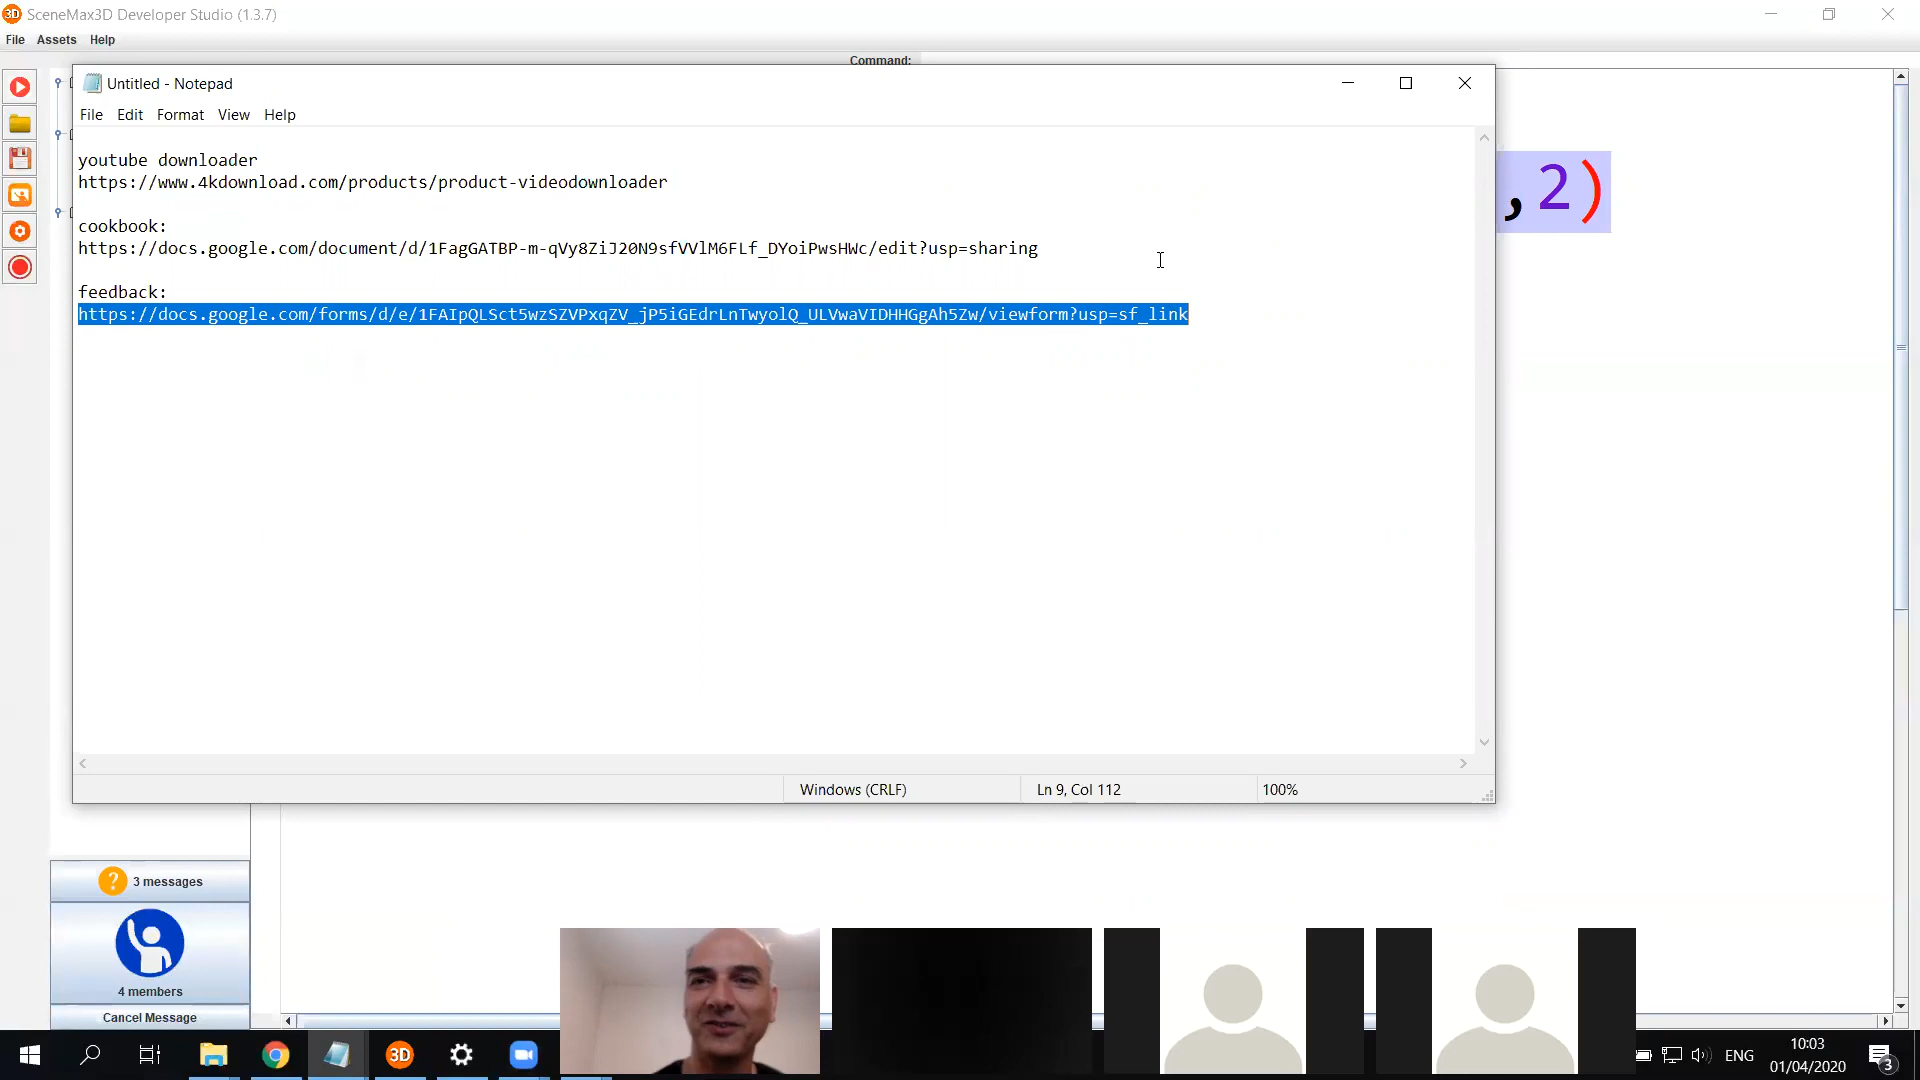 SceneMax3D Developer Studio (1.3.7)
File Assets Help
Command:
Untitled - Notepad
File Edit Format View Help
youtube downloader
https://www.4kdownload.com/products/product-videodownloader
cookbook:
https://docs.google.com/document/d/1FagGATBP-m-qVy8ZiJ20N9sfVVlM6FLf_DYoiPwsHWc/edit?usp=sharing
feedback:
https://docs.google.com/forms/d/e/1FAIpQLSct5wzSZVPxqZV_jP5iGEdrLnTwyolQ_ULVwaVIDHHGgAh5Zw/viewform?usp=sf_link
,2)
Windows (CRLF) Ln 9, Col 112 100%
? 3 messages
4 members
Cancel Message
3D
ENG
10:03
01/04/2020
3